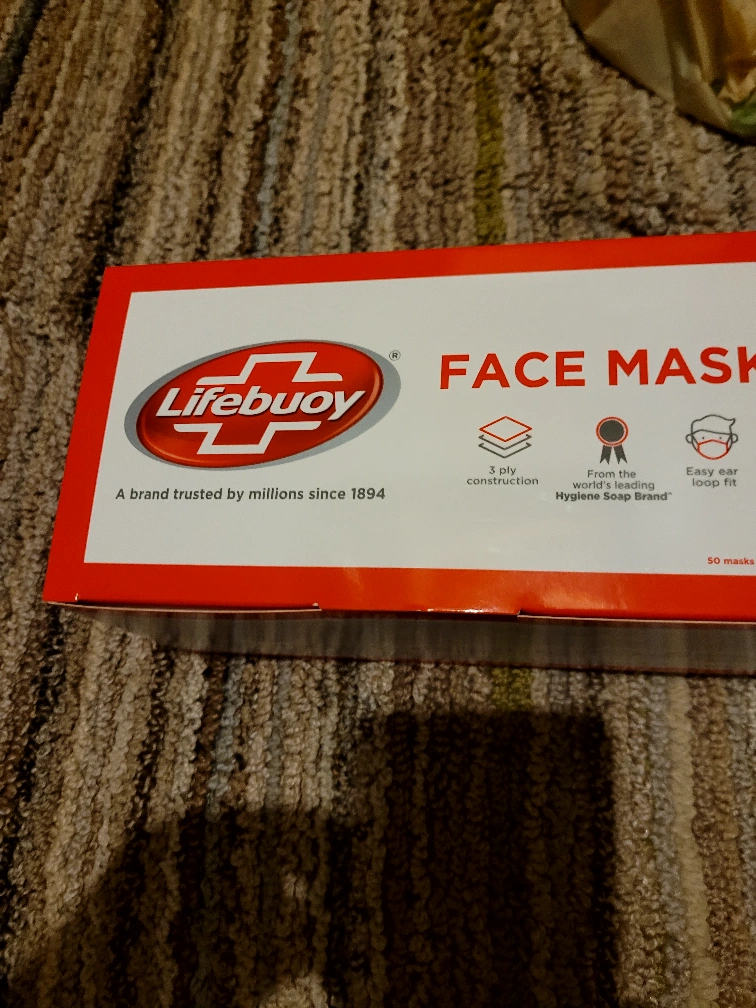 Lifebuoy
®
A brand trusted by millions since 1894
FACE MASK
3 ply
construction
From the
world's leading
Hygiene Soap Brand^
Easy ear
loop fit
50 masks